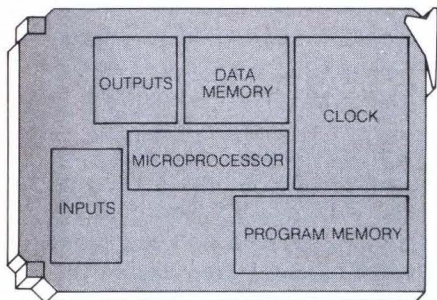 OUTPUTS
DATA
MEMORY
CLOCK
MICROPROCESSOR
INPUTS
PROGRAM MEMORY